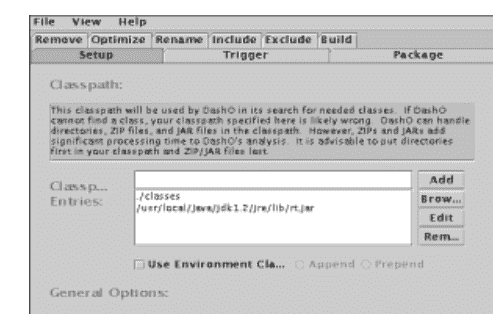 File View Help
Remove Optimize Rename Include Exclude Build
Setup Trigger Package
Classpath:
This classpath will be used by DashO in its search for needed classes. If DashO
cannot find a class, your classpath specified here is likely wrong. DashO can handle
directories, ZIP files, and JAR files in the classpath. However, ZIPs and JARs add
significant processing time to DashO's analysis. It is advisable to put directories
first in your classpath and ZIP/JAR files last.
Classp...
Entries:
Add
./classes
/usr/local/java/jdk1.2/jre/lib/rt.jar
Brow...
Edit
Rem...
Use Environment Cla... Append Prepend
General Options: